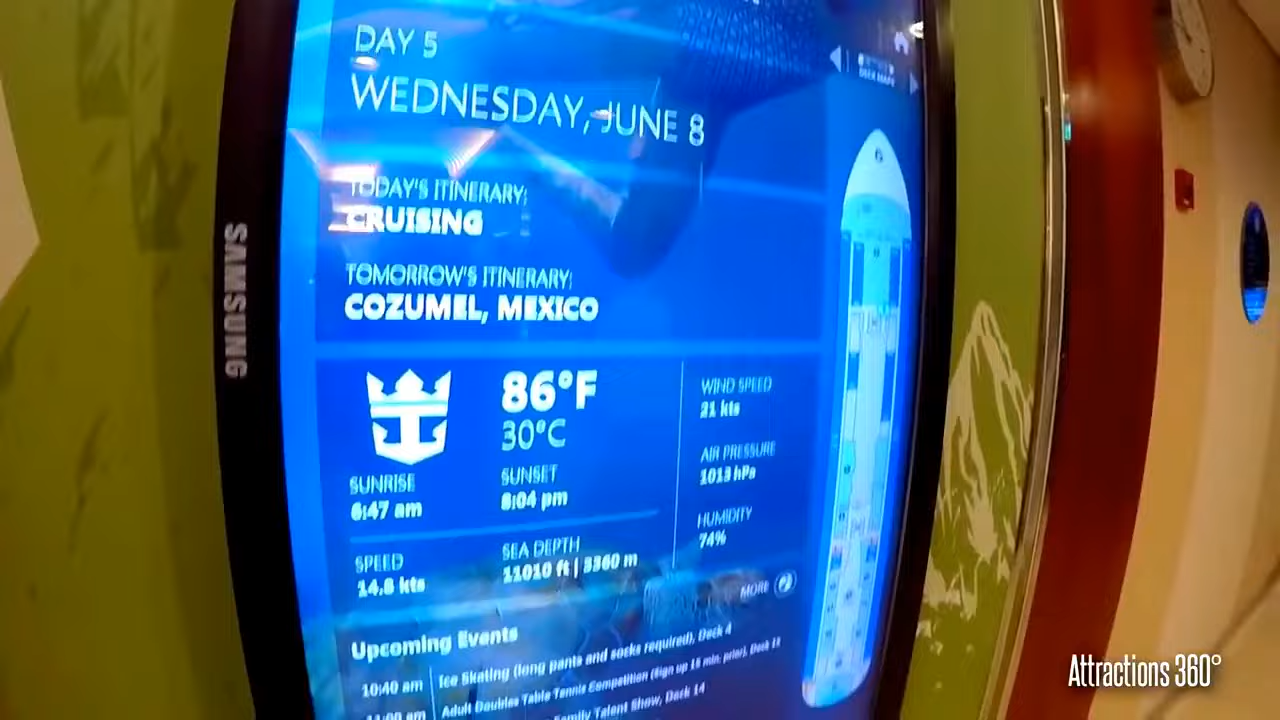 DAY 5
WEDNESDAY, JUNE 8
DECK MAPS
TODAY'S ITINERARY:
CRUISING
TOMORROW'S ITINERARY:
COZUMEL, MEXICO
SAMSUNG
86°F
30°C
WIND SPEED
21 kts
AIR PRESSURE
1013 hPa
HUMIDITY
74%
SUNRISE
6:47 am
SUNSET
8:04 pm
SPEED
14.8 kts
SEA DEPTH
11010 ft | 3360 m
MORE
Upcoming Events
10:40 am Ice Skating (long pants and socks required), Deck 4
11:00 am Adult Doubles Table Tennis Competition (Sign up 15 min. prior), Deck
Family Talent Show, Deck 14
Attractions 360°